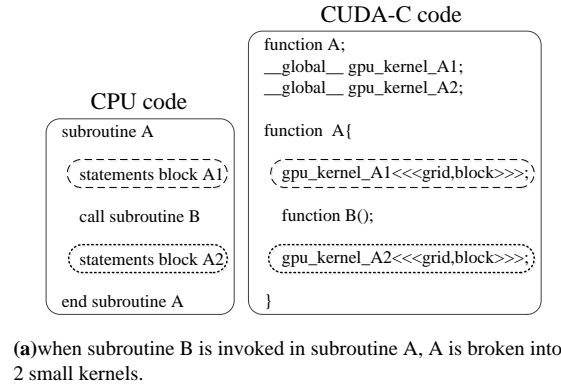 CUDA-C code
function A;
__global__ gpu_kernel_A1;
__global__ gpu_kernel_A2;
function A{
gpu_kernel_A1<<<grid,block>>>;
function B();
gpu_kernel_A2<<<grid,block>>>;
}
CPU code
subroutine A
statements block A1
call subroutine B
statements block A2
end subroutine A
(a)when subroutine B is invoked in subroutine A, A is broken into
2 small kernels.